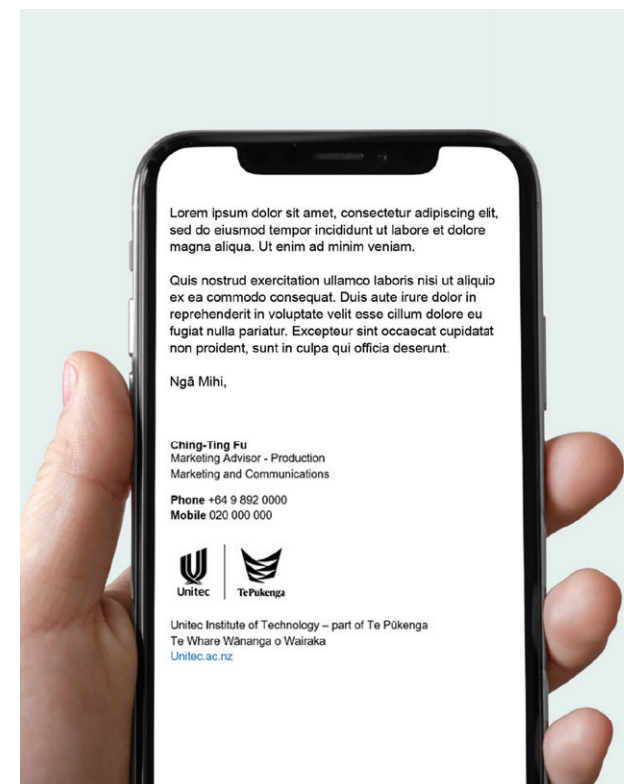 Lorem ipsum dolor sit amet, consectetur adipiscing elit,
sed do eiusmod tempor incididunt ut labore et dolore
magna aliqua. Ut enim ad minim veniam.
Quis nostrud exercitation ullamco laboris nisi ut aliquip
ex ea commodo consequat. Duis aute irure dolor in
reprehenderit in voluptate velit esse cillum dolore eu
fugiat nulla pariatur. Excepteur sint occaecat cupidatat
non proident, sunt in culpa qui officia deserunt.
Ngā Mihi,
Ching-Ting Fu
Marketing Advisor - Production
Marketing and Communications
Phone +64 9 892 0000
Mobile 020 000 000
Unitec TePukenga
Unitec Institute of Technology – part of Te Pūkenga
Te Whare Wānanga o Wairaka
Unitec.ac.nz